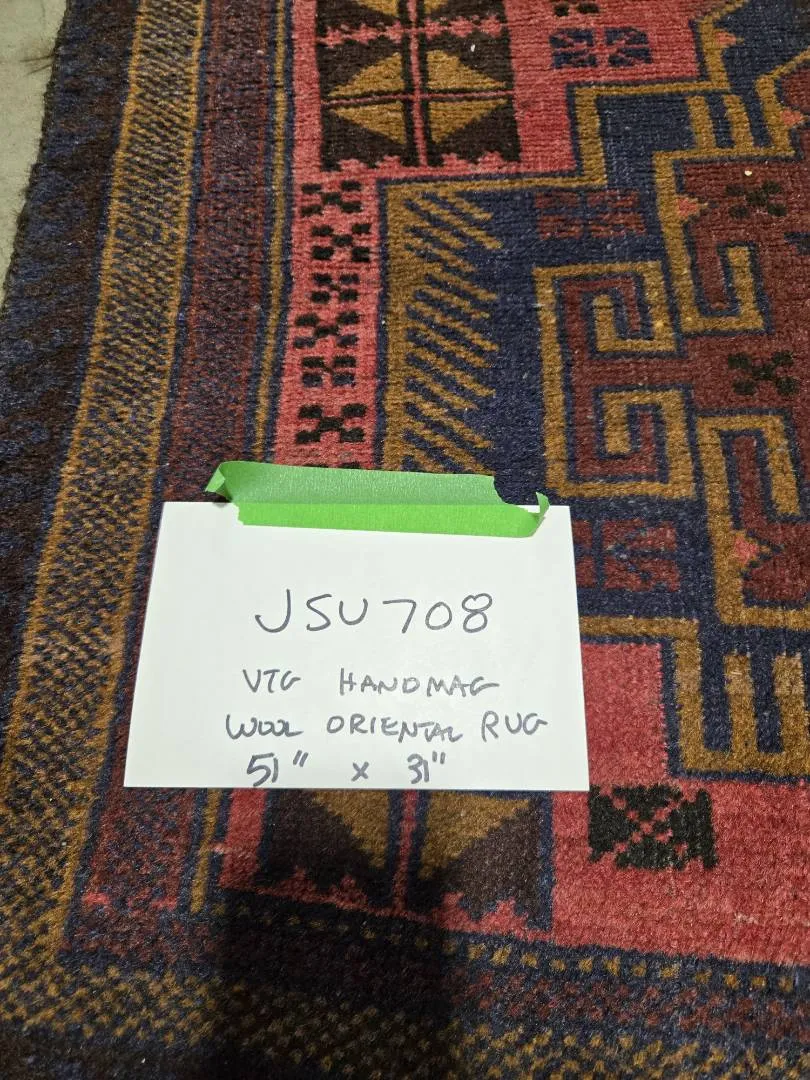 JSU708
VTG HANDMAG
WOOL ORIENTAL RUG
51" x 31"